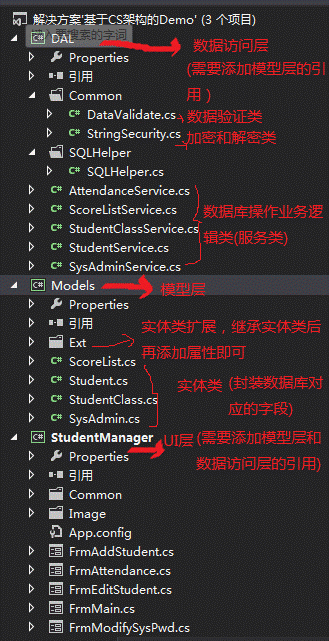 解决方案'基于CS架构的Demo' (3 个项目)
DAL
数据访问层
(需要添加模型层的引用)
Properties
引用
Common
DataValidate.cs 数据验证类
StringSecurity.cs 加密和解密类
SQLHelper
SQLHelper.cs
AttendanceService.cs
ScoreListService.cs
StudentClassService.cs
StudentService.cs
SysAdminService.cs
数据库操作业务逻辑类(服务类)
Models 模型层
Properties
引用
Ext
实体类扩展，继承实体类后再添加属性即可
ScoreList.cs
Student.cs
StudentClass.cs
SysAdmin.cs
实体类 (封装数据库对应的字段)
StudentManager
UI层(需要添加模型层和数据访问层的引用)
Properties
引用
Common
Image
App.config
FrmAddStudent.cs
FrmAttendance.cs
FrmEditStudent.cs
FrmMain.cs
FrmModifySysPwd.cs